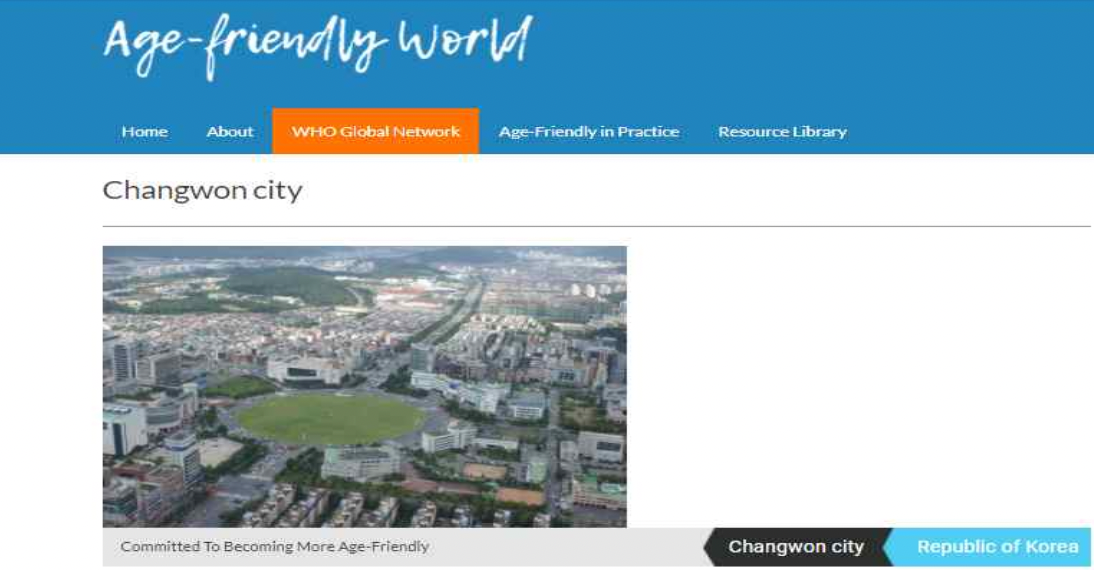 Age-friendly World
Home About WHO Global Network Age-Friendly in Practice Resource Library
Changwon city
Committed To Becoming More Age-Friendly Changwon city Republic of Korea